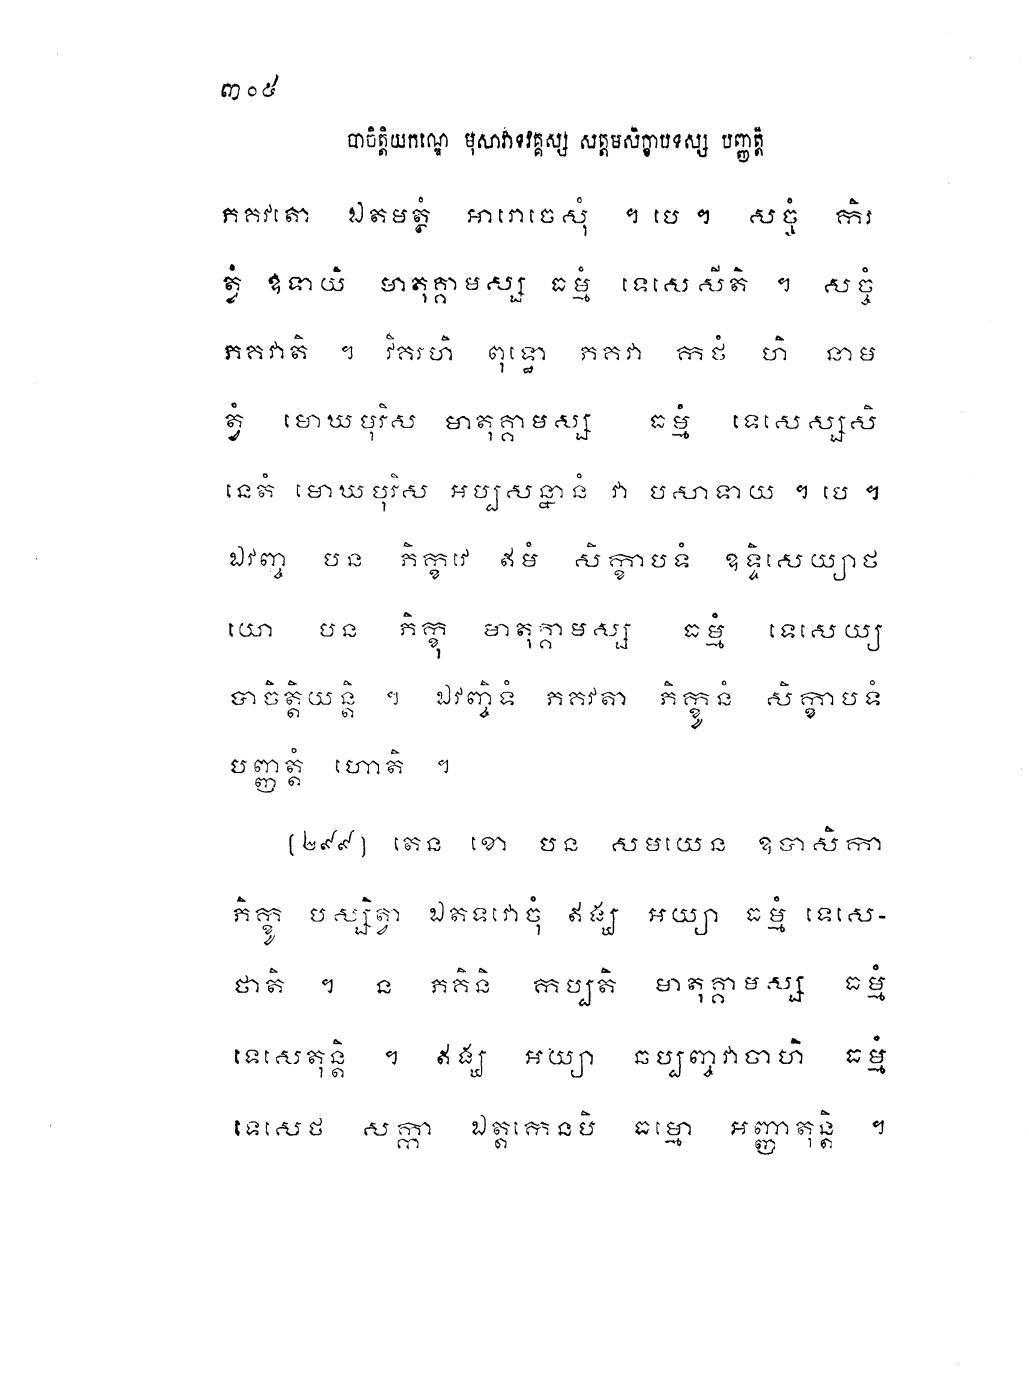 ៣០៥
បាចិត្តិយកណ្ឌេ មុសាវាទវគ្គស្ស សត្តមសិក្ខាបទស្ស បញ្ញត្តិ
ភគវតោ ឯតមត្ថំ អារោចេសុំ ។ បេ ។ សច្ចំ កិរ
ត្វំ ឧទាយិ មាតុគ្គាមស្ស ធម្មំ ទេសេសីតិ ។ សច្ចំ
ភគវាតិ ។ វិគរហិ ពុទ្ធោ ភគវា កថំ ហិ នាម
ត្វំ មោឃបុរិស មាតុគ្គាមស្ស ធម្មំ ទេសេស្សសិ
នេតំ មោឃបុរិស អប្បសន្នានំ វា បសាទាយ ។ បេ ។
ឯវញ្ច បន ភិក្ខវេ ឥមំ សិក្ខាបទំ ឧទ្ទិសេយ្យាថ
យោ បន ភិក្ខុ មាតុគ្គាមស្ស ធម្មំ ទេសេយ្យ
បាចិត្តិយន្តិ ។ ឯវញ្ចិទំ ភគវតា ភិក្ខូនំ សិក្ខាបទំ
បញ្ញត្តំ ហោតិ ។
(២៩៩) តេន ខោ បន សមយេន ឧបាសិកា
ភិក្ខូ បស្សិត្វា ឯតទវោចុំ ឥង្ឃ អយ្យា ធម្មំ ទេសេ-
ថាតិ ។ ន ភគិនិ កប្បតិ មាតុគ្គាមស្ស ធម្មំ
ទេសេតុន្តិ ។ ឥង្ឃ អយ្យា ឆប្បញ្ចវាចាហិ ធម្មំ
ទេសេថ សក្កា ឯត្តកេនបិ ធម្មោ អញ្ញាតុន្តិ ។